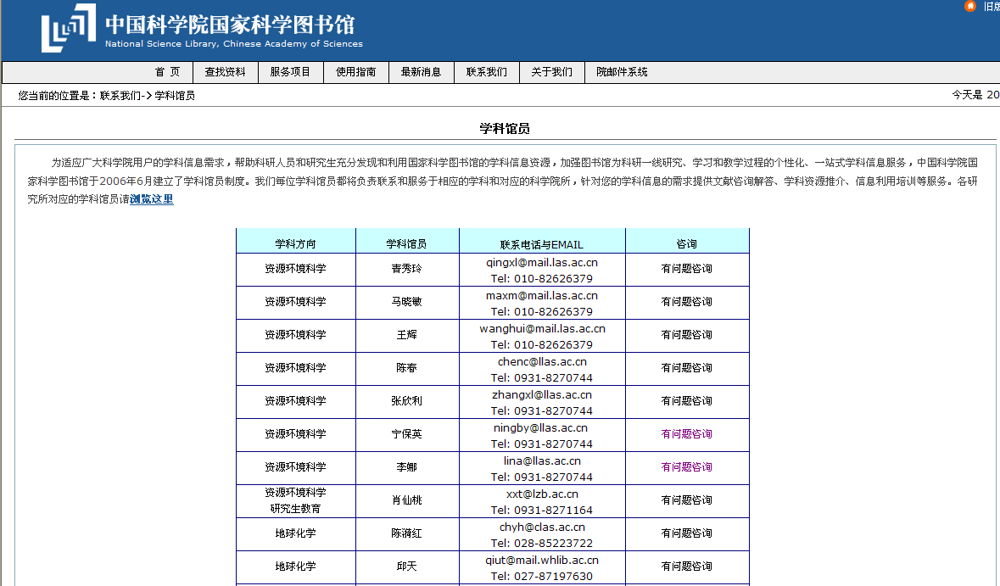 中国科学院国家科学图书馆
National Science Library, Chinese Academy of Sciences
旧版
首 页 查找资料 服务项目 使用指南 最新消息 联系我们 关于我们 院邮件系统
您当前的位置是：联系我们-> 学科馆员 今天是 20
学科馆员
为适应广大科学院用户的学科信息需求，帮助科研人员和研究生充分发现和利用国家科学图书馆的学科信息资源，加强图书馆为科研一线研究、学习和教学过程的个性化、一站式学科信息服务，中国科学院国
家科学图书馆于2006年6月建立了学科馆员制度。我们每位学科馆员都将负责联系和服务于相应的学科和对应的科学院所，针对您的学科信息的需求提供文献咨询解答、学科资源推介、信息利用培训等服务。各研
究所对应的学科馆员请浏览这里
学科方向 学科馆员 联系电话与EMAIL 咨询
资源环境科学 青秀玲 qingxl@mail.las.ac.cn 有问题咨询
Tel: 010-82626379
资源环境科学 马晓敏 maxm@mail.las.ac.cn 有问题咨询
Tel: 010-82626379
资源环境科学 王辉 wanghui@mail.las.ac.cn 有问题咨询
Tel: 010-82626379
资源环境科学 陈春 chenc@llas.ac.cn 有问题咨询
Tel: 0931-8270744
资源环境科学 张欣利 zhangxl@llas.ac.cn 有问题咨询
Tel: 0931-8270744
资源环境科学 宁保英 ningby@llas.ac.cn 有问题咨询
Tel: 0931-8270744
资源环境科学 李娜 lina@llas.ac.cn 有问题咨询
Tel: 0931-8270744
资源环境科学 肖仙桃 xxt@lzb.ac.cn 有问题咨询
研究生教育 Tel: 0931-8271164
地球化学 陈漪红 chyh@clas.ac.cn 有问题咨询
Tel: 028-85223722
地球化学 邱天 qiut@mail.whlib.ac.cn 有问题咨询
Tel: 027-87197630